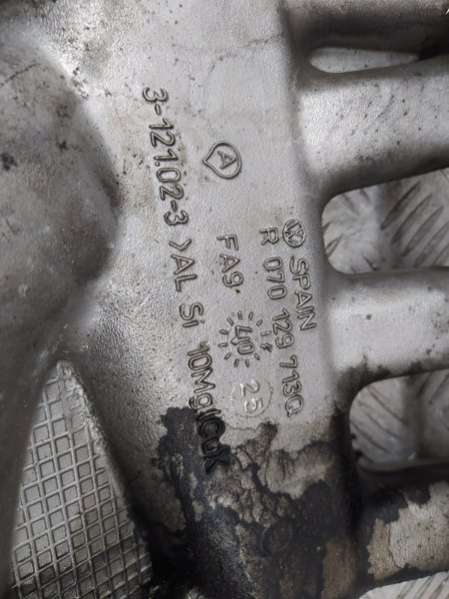 SPAIN
R 070 129 713Q
FA9
25
A
3-121.02-3 >AL Si 10Mg(Cu)<